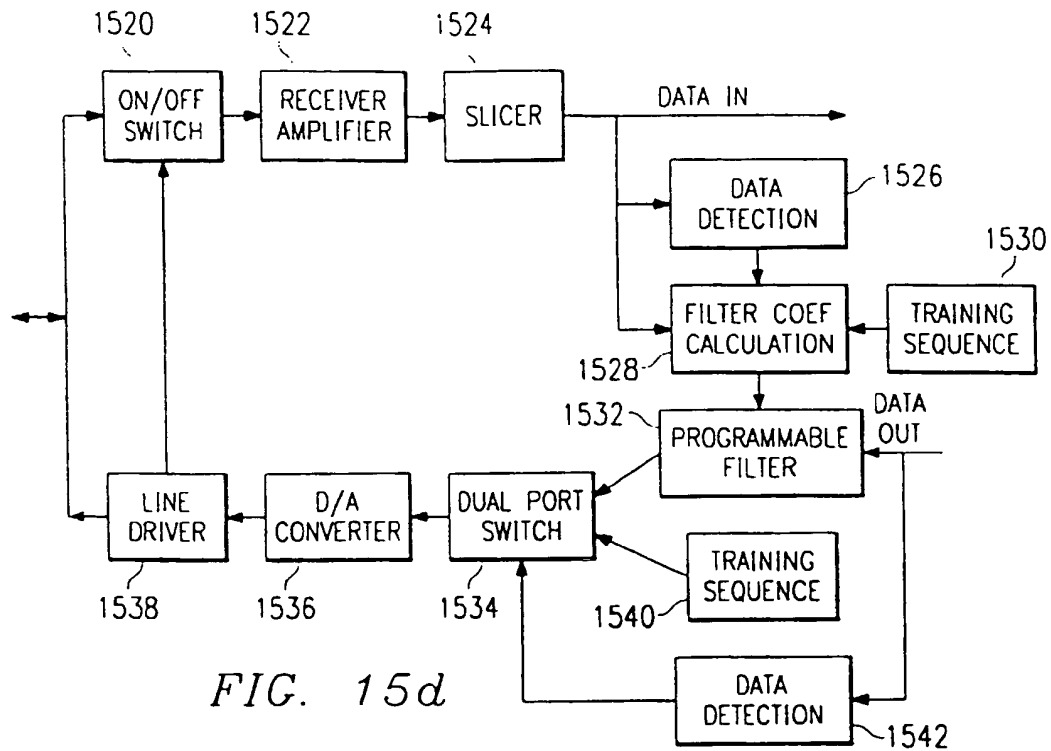 1520
1522
1524
ON/OFF
SWITCH
RECEIVER
AMPLIFIER
SLICER
DATA IN
DATA
DETECTION
1526
1530
FILTER COEF
CALCULATION
1528
TRAINING
SEQUENCE
1532
PROGRAMMABLE
FILTER
DATA
OUT
LINE
DRIVER
D/A
CONVERTER
DUAL PORT
SWITCH
TRAINING
SEQUENCE
1538
1536
1534
1540
DATA
DETECTION
1542
FIG. 15d